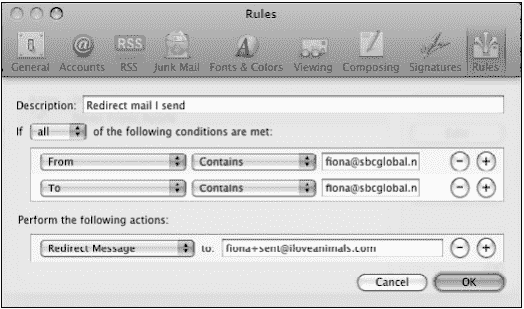 Rules
General Accounts RSS Junk Mail Fonts & Colors Viewing Composing Signatures Rules
Description: Redirect mail I send
If all of the following conditions are met:
From Contains fiona@sbcglobal.n
To Contains fiona@sbcglobal.n
Perform the following actions:
Redirect Message to: fiona+sent@iloveanimals.com
Cancel OK